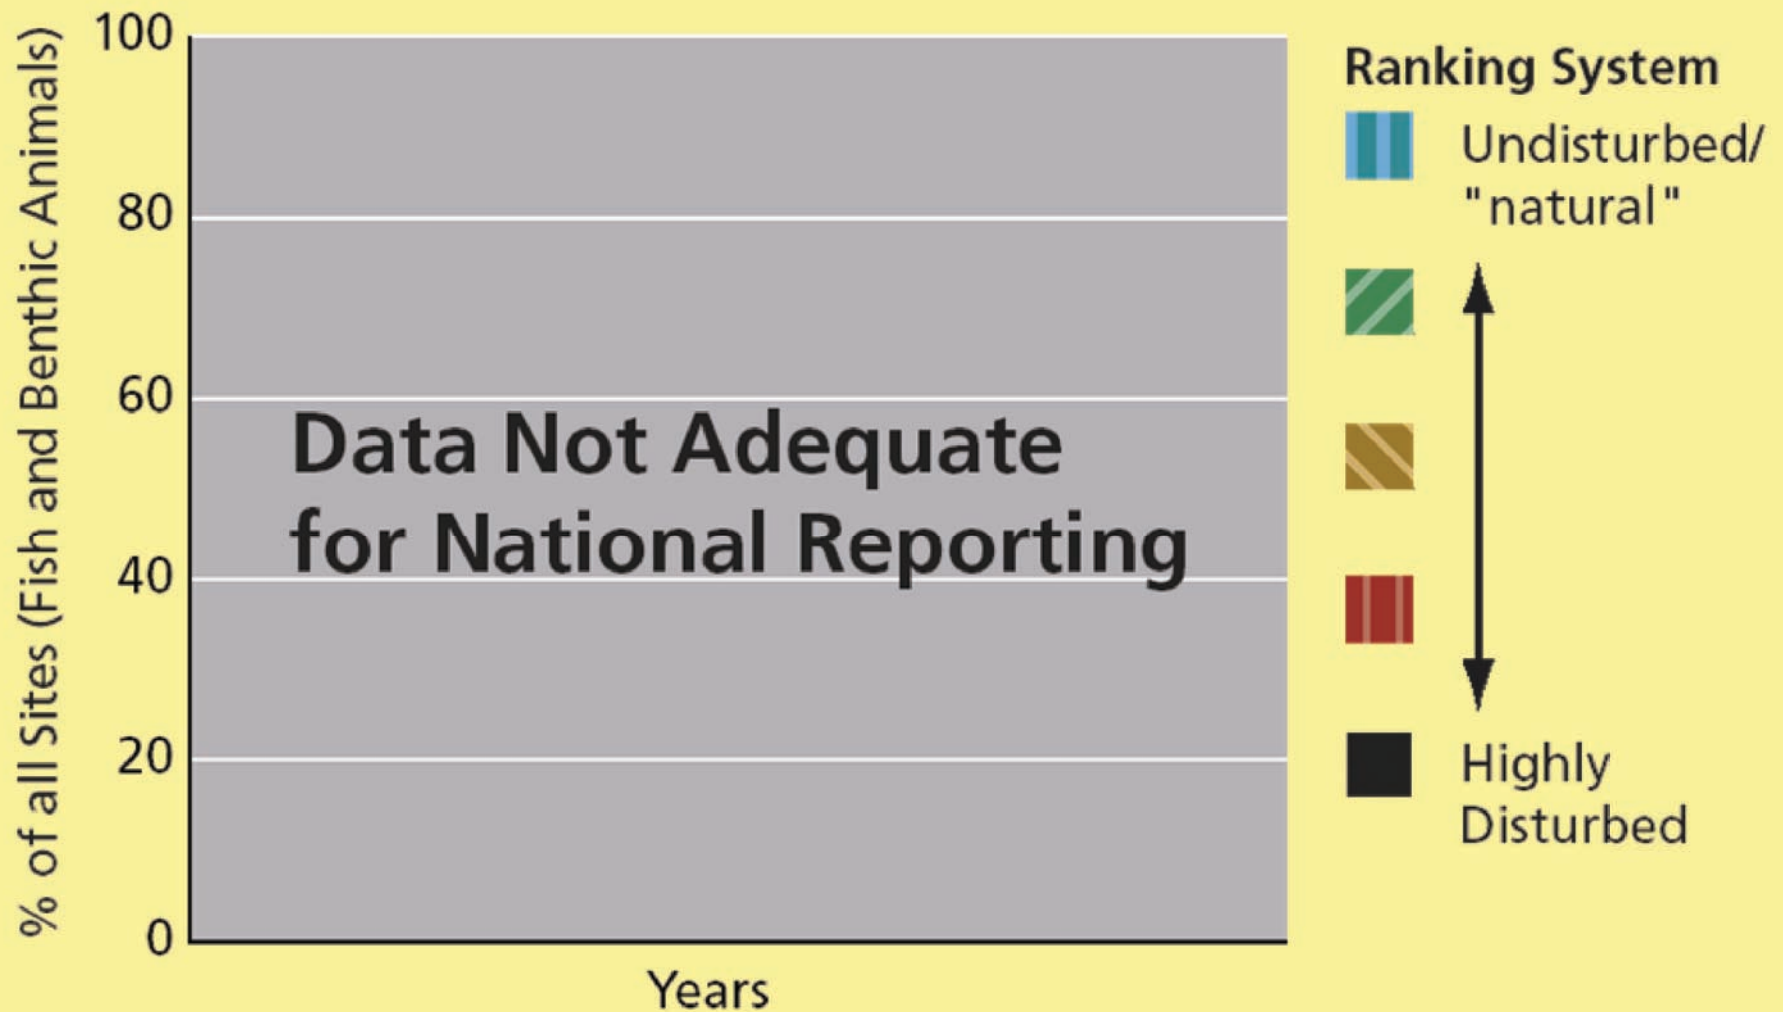 % of all Sites (Fish and Benthic Animals)
100
80
60
40
20
0
Data Not Adequate
for National Reporting
Years
Ranking System
Undisturbed/
"natural"
Highly
Disturbed